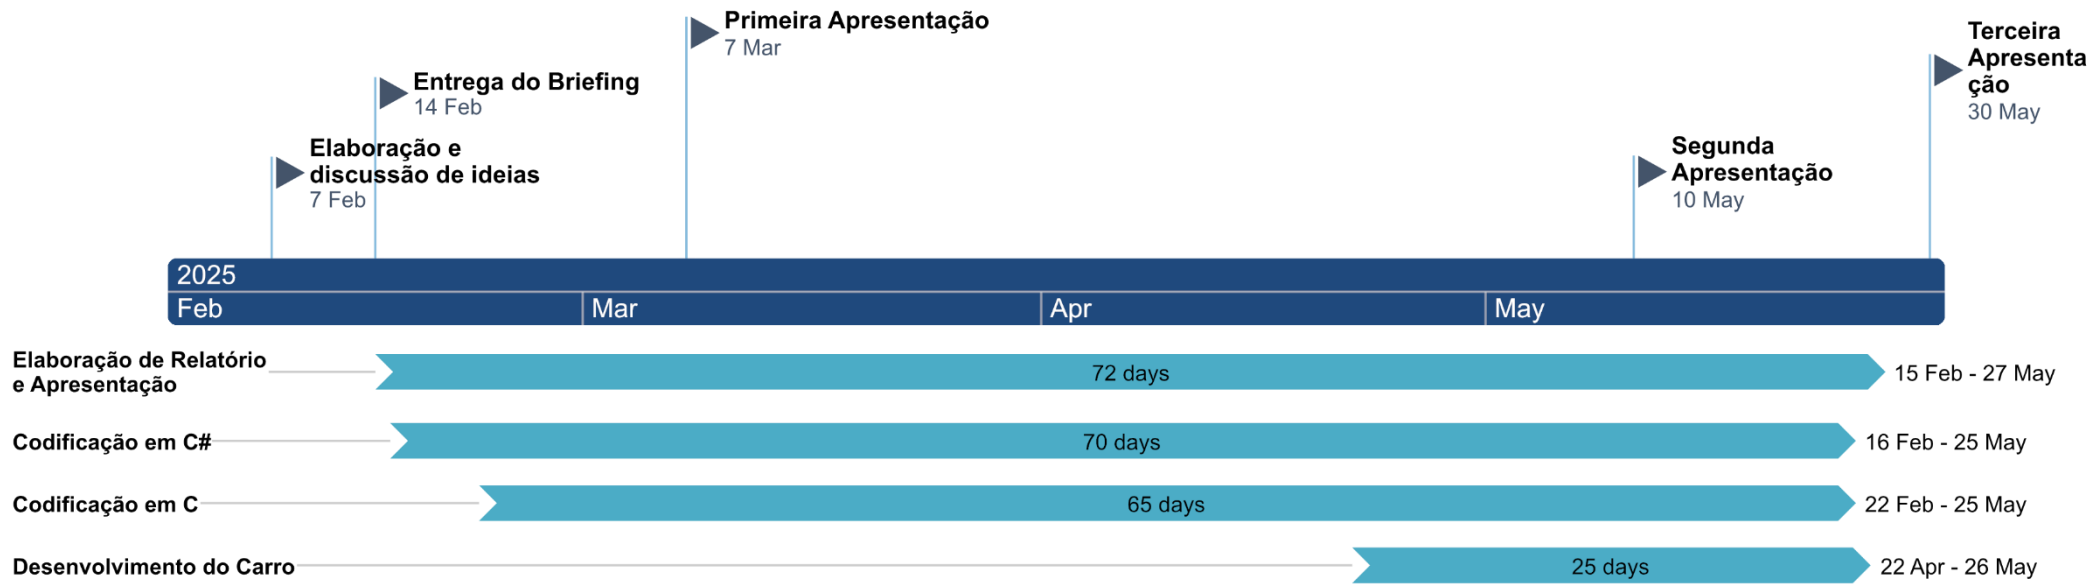 Primeira Apresentação
7 Mar
Terceira
Apresenta
ção
30 May
Entrega do Briefing
14 Feb
Elaboração e
discussão de ideias
7 Feb
Segunda
Apresentação
10 May
2025
Feb Mar Apr May
Elaboração de Relatório
e Apresentação
72 days
15 Feb - 27 May
Codificação em C#
70 days
16 Feb - 25 May
Codificação em C
65 days
22 Feb - 25 May
Desenvolvimento do Carro
25 days
22 Apr - 26 May